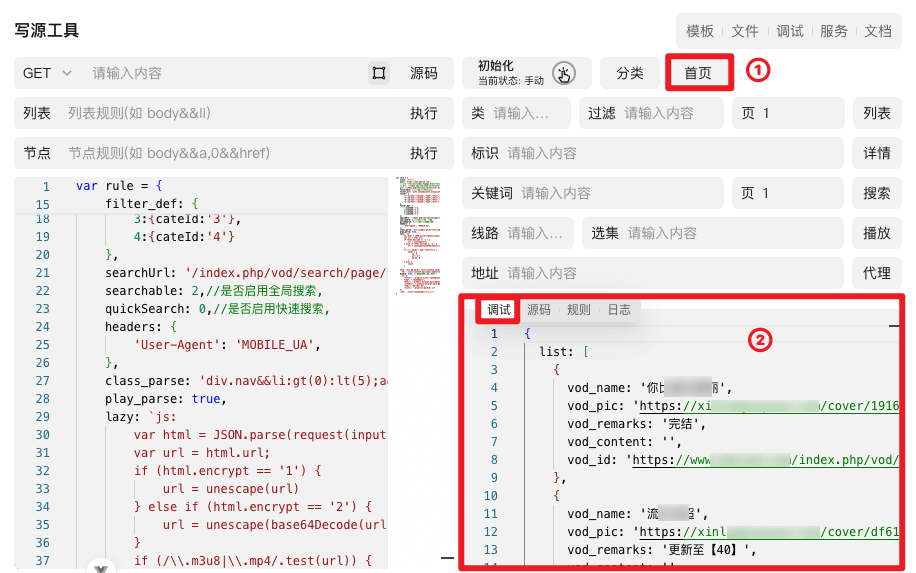 写源工具
模板 文件 调试 服务 文档
GET 请输入内容 源码
初始化
当前状态: 手动
分类 首页 1
列表 列表规则(如 body&&li) 执行
类 请输入... 过滤 请输入内容 页 1 列表
节点 节点规则(如 body&&a,0&&href) 执行
标识 请输入内容 详情
关键词 请输入内容 页 1 搜索
线路 请输入... 选集 请输入内容 播放
地址 请输入内容 代理
1 var rule = {
15 filter_def: {
18 3:{cateId:'3'},
19 4:{cateId:'4'}
20 },
21 searchUrl: '/index.php/vod/search/page/
22 searchable: 2,//是否启用全局搜索,
23 quickSearch: 0,//是否启用快速搜索,
24 headers: {
25 'User-Agent': 'MOBILE_UA',
26 },
27 class_parse: 'div.nav&&li:gt(0):lt(5);a
28 play_parse: true,
29 lazy: `js:
30 var html = JSON.parse(request(input
31 var url = html.url;
32 if (html.encrypt == '1') {
33 url = unescape(url)
34 } else if (html.encrypt == '2') {
35 url = unescape(base64Decode(url
36 }
37 if (/\\.m3u8|\\.mp4/.test(url)) {
调试 源码 规则 日志
2
1 {
2 list: [
3 {
4 vod_name: '你
5 vod_pic: 'https://xi /cover/1916
6 vod_remarks: '完结',
7 vod_content: '',
8 vod_id: 'https://www /index.php/vod/
9 },
10 {
11 vod_name: '流 ',
12 vod_pic: 'https://xinl /cover/df61
13 vod_remarks: '更新至【40】',
14 vod_content: ''